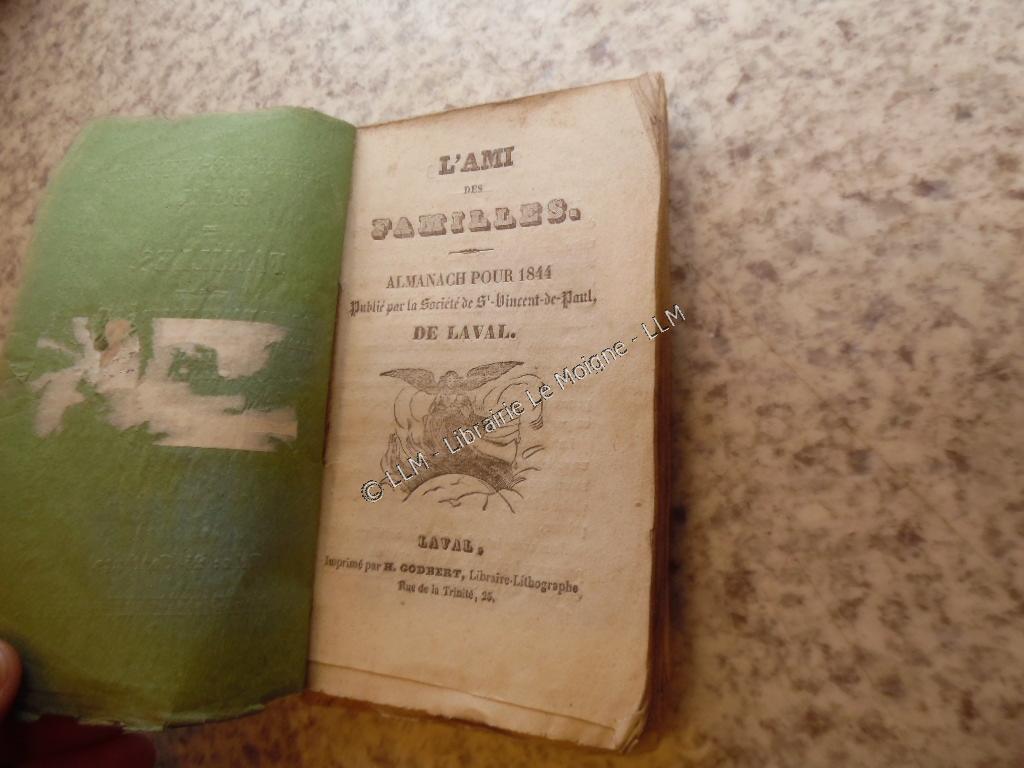 L'AMI
DES
FAMILLES.
ALMANACH POUR 1844
Publié par la Société de St-Vincent-de-Paul,
DE LAVAL.
© LLM - Librairie Le Moigne - LLM
LAVAL,
Imprimé par H. GODBERT, Libraire-Lithographe,
Rue de la Trinité, 25.